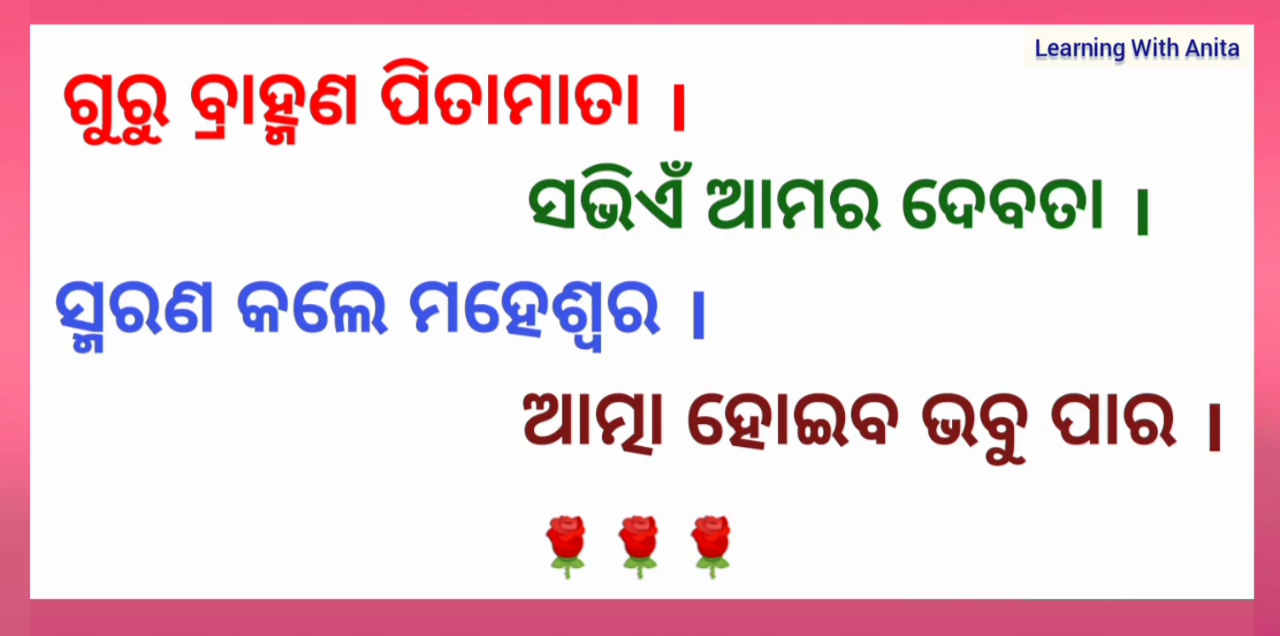 Learning With Anita
ଗୁରୁ ବ୍ରାହ୍ମଣ ପିତାମାତା ।
ସଭିଏଁ ଆମର ଦେବତା ।
ସ୍ମରଣ କଲେ ମହେଶ୍ୱର ।
ଆତ୍ମା ହୋଇବ ଭବୁ ପାର ।